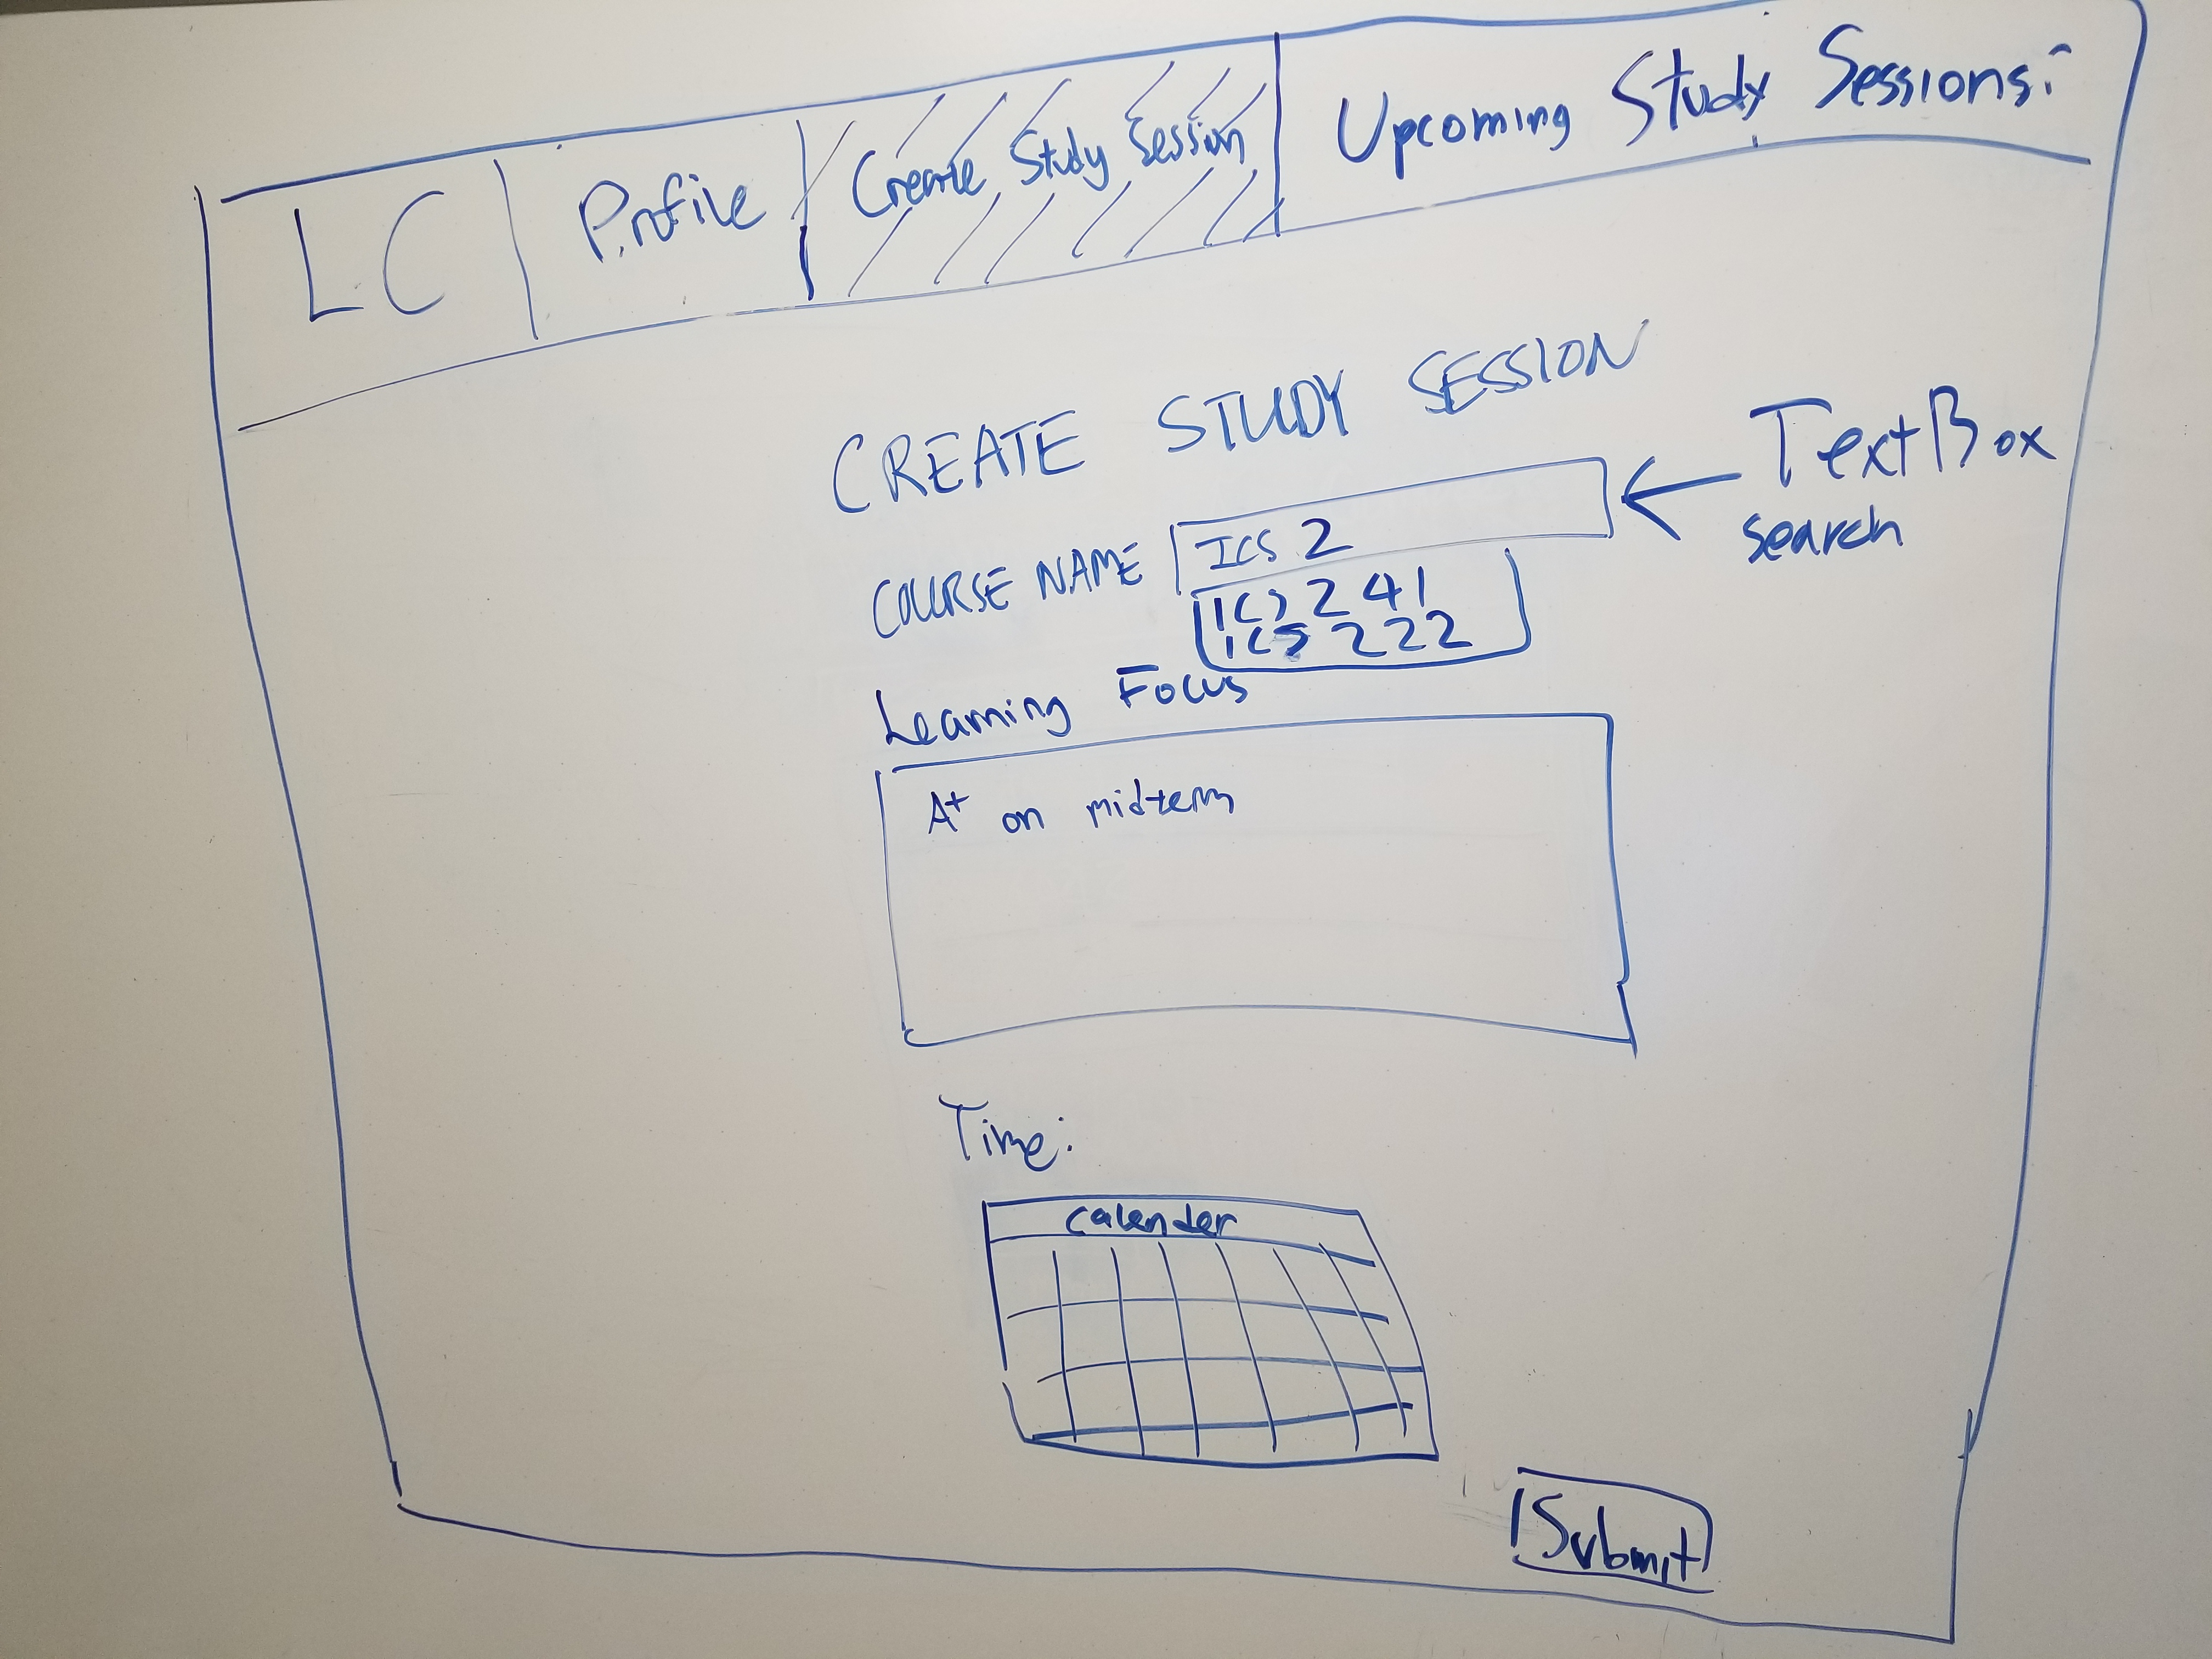 LC
Profile
Create Study Session
Upcoming Study Sessions:
CREATE STUDY SESSION
TextBox
search
COURSE NAME
ICS 2
ICS 241
ICS 222
Learning Focus
A+ on midterm
Time:
calender
Submit